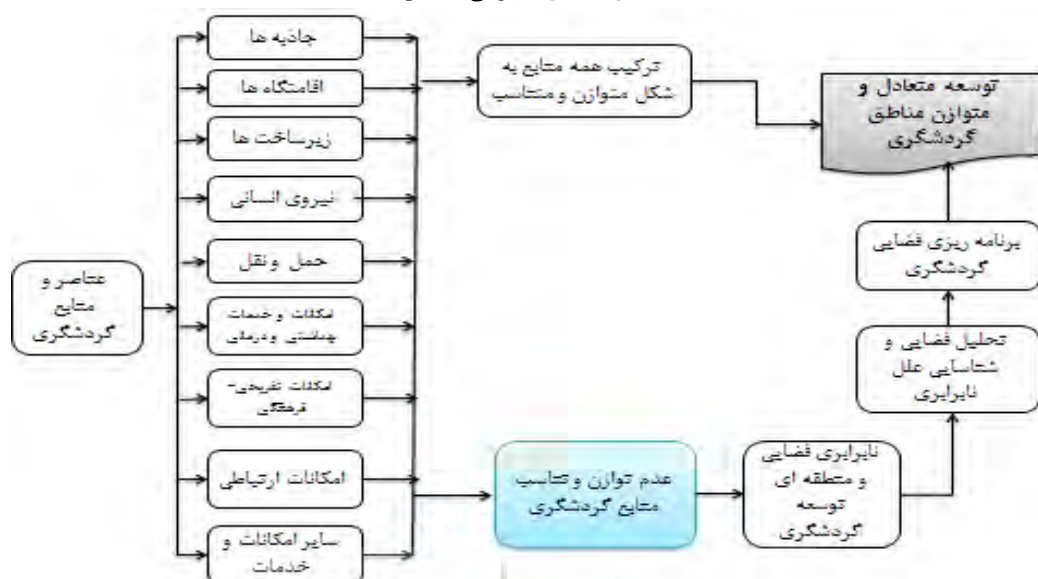 جاذبه ها
اقامتگاه ها
زیرساخت ها
نیروی انسانی
حمل و نقل
امکانات و خدمات
بهداشتی و درمانی
امکانات تفریحی-
فرهنگی
امکانات ارتباطی
سایر امکانات و
خدمات
عناصر و
منابع
گردشگری
ترکیب همه منابع به
شکل متوازن و متناسب
توسعه متعادل و
متوازن مناطق
گردشگری
برنامه ریزی فضایی
گردشگری
تحلیل فضایی و
شناسایی علل
نابرابری
عدم توازن و تناسب
منابع گردشگری
نابرابری فضایی
و منطقه ای
توسعه
گردشگری